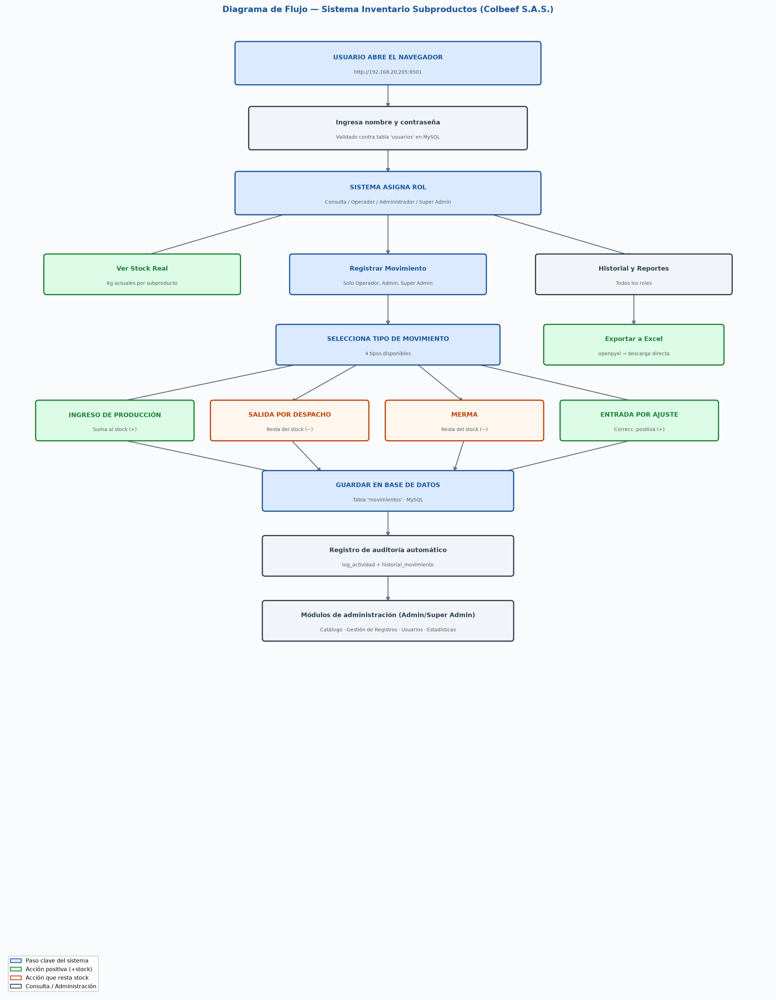 Diagrama de Flujo — Sistema Inventario Subproductos (Colbeef S.A.S.)
USUARIO ABRE EL NAVEGADOR
http://192.168.20.205:8501
Ingresa nombre y contraseña
Validado contra tabla 'usuarios' en MySQL
SISTEMA ASIGNA ROL
Consulta / Operador / Administrador / Super Admin
Ver Stock Real
Kg actuales por subproducto
Registrar Movimiento
Solo Operador, Admin, Super Admin
Historial y Reportes
Todos los roles
SELECCIONA TIPO DE MOVIMIENTO
4 tipos disponibles
Exportar a Excel
openpyxl → descarga directa
INGRESO DE PRODUCCIÓN
Suma al stock (+)
SALIDA POR DESPACHO
Resta del stock (−)
MERMA
Resta del stock (−)
ENTRADA POR AJUSTE
Correcc. positiva (+)
GUARDAR EN BASE DE DATOS
Tabla 'movimientos' · MySQL
Registro de auditoría automático
log_actividad + historial_movimiento
Módulos de administración (Admin/Super Admin)
Catálogo · Gestión de Registros · Usuarios · Estadísticas
Paso clave del sistema
Acción positiva (+stock)
Acción que resta stock
Consulta / Administración